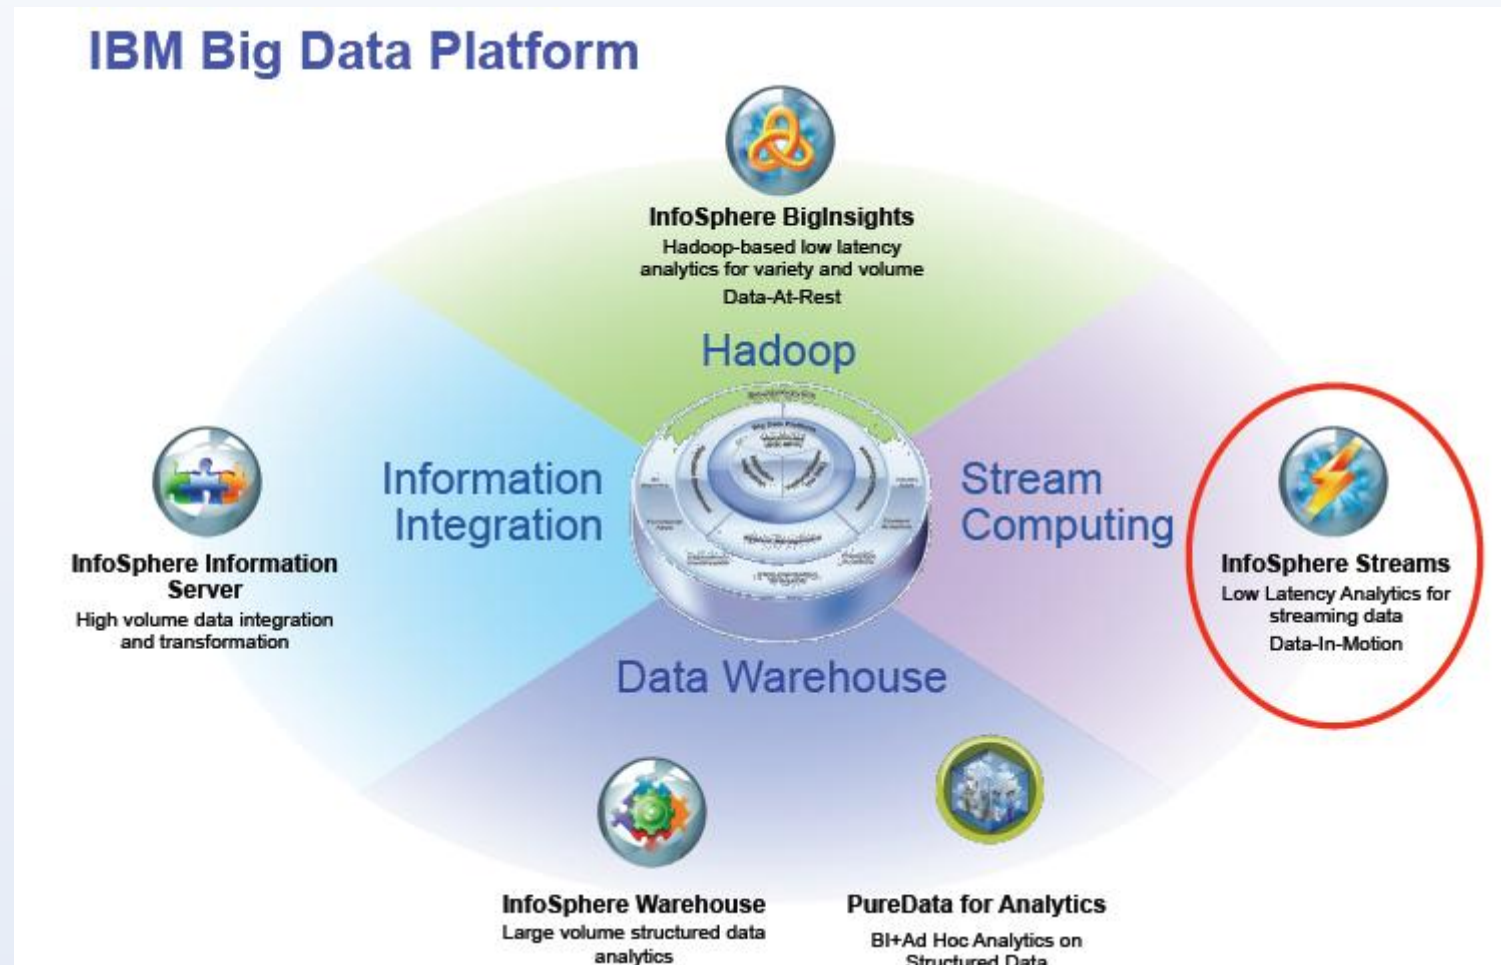 IBM Big Data Platform
InfoSphere BigInsights
Hadoop-based low latency
analytics for variety and volume
Data-At-Rest
Hadoop
Information
Integration
Stream
Computing
InfoSphere Information
Server
High volume data integration
and transformation
InfoSphere Streams
Low Latency Analytics for
streaming data
Data-In-Motion
Big Data Platform
Data Warehouse
InfoSphere Warehouse
Large volume structured data
analytics
PureData for Analytics
BI+Ad Hoc Analytics on
Structured Data